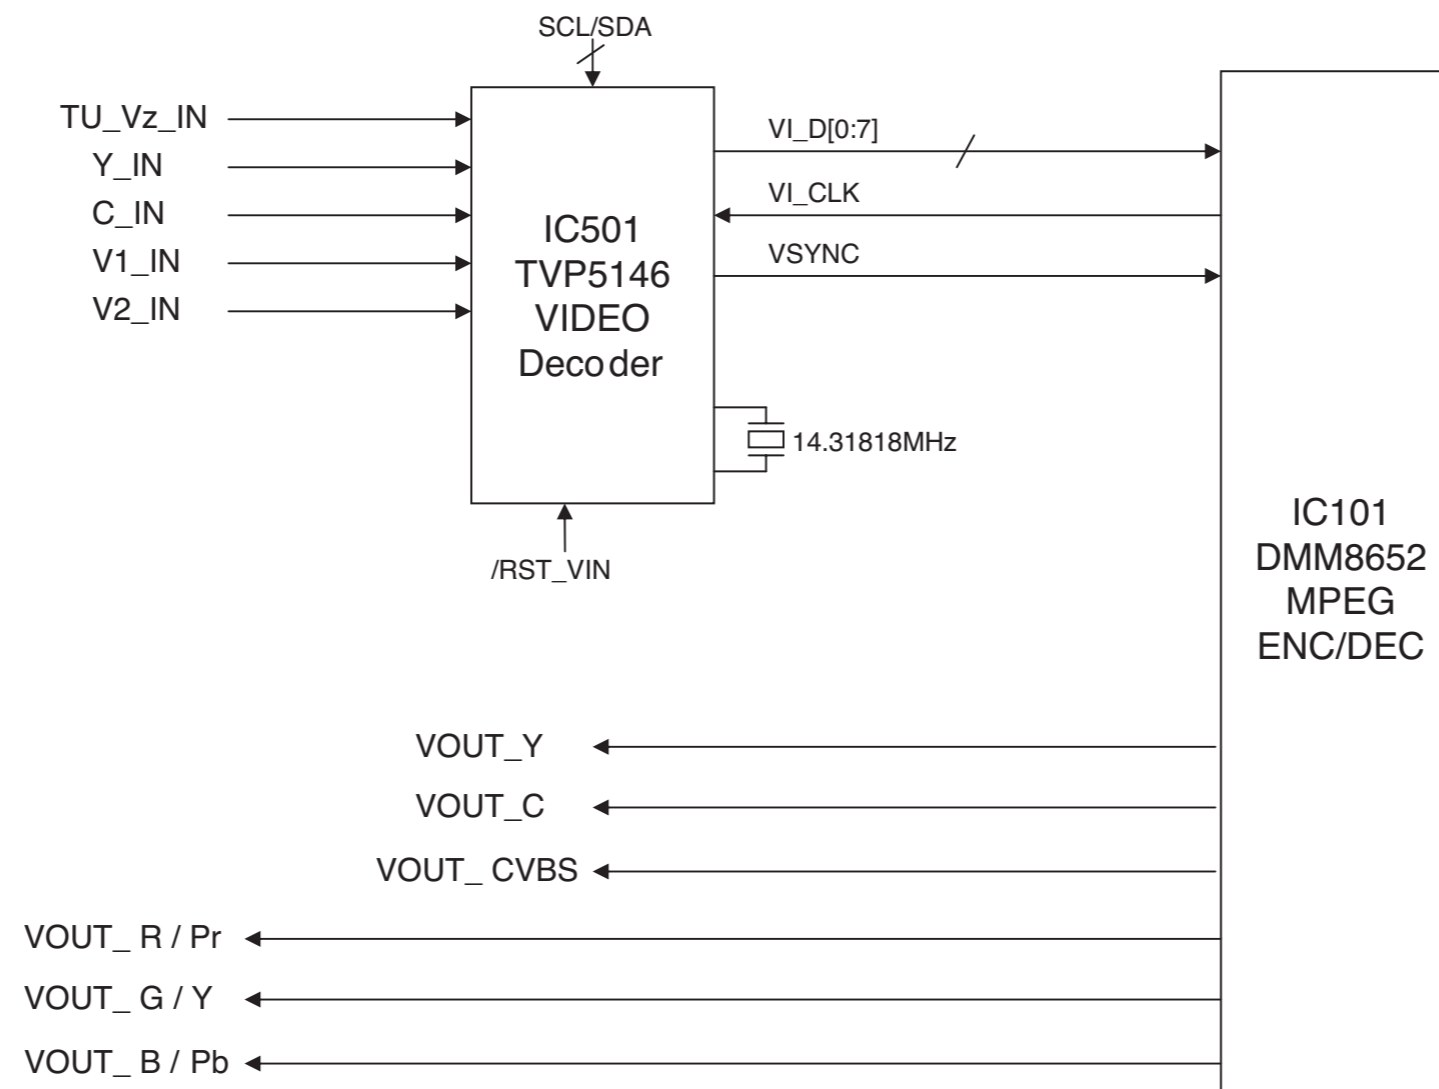 SCL/SDA
TU_Vz_IN
Y_IN
C_IN
V1_IN
V2_IN
IC501
TVP5146
VIDEO
Decoder
VI_D[0:7]
VI_CLK
VSYNC
14.31818MHz
/RST_VIN
IC101
DMM8652
MPEG
ENC/DEC
VOUT_Y
VOUT_C
VOUT_ CVBS
VOUT_ R / Pr
VOUT_ G / Y
VOUT_ B / Pb